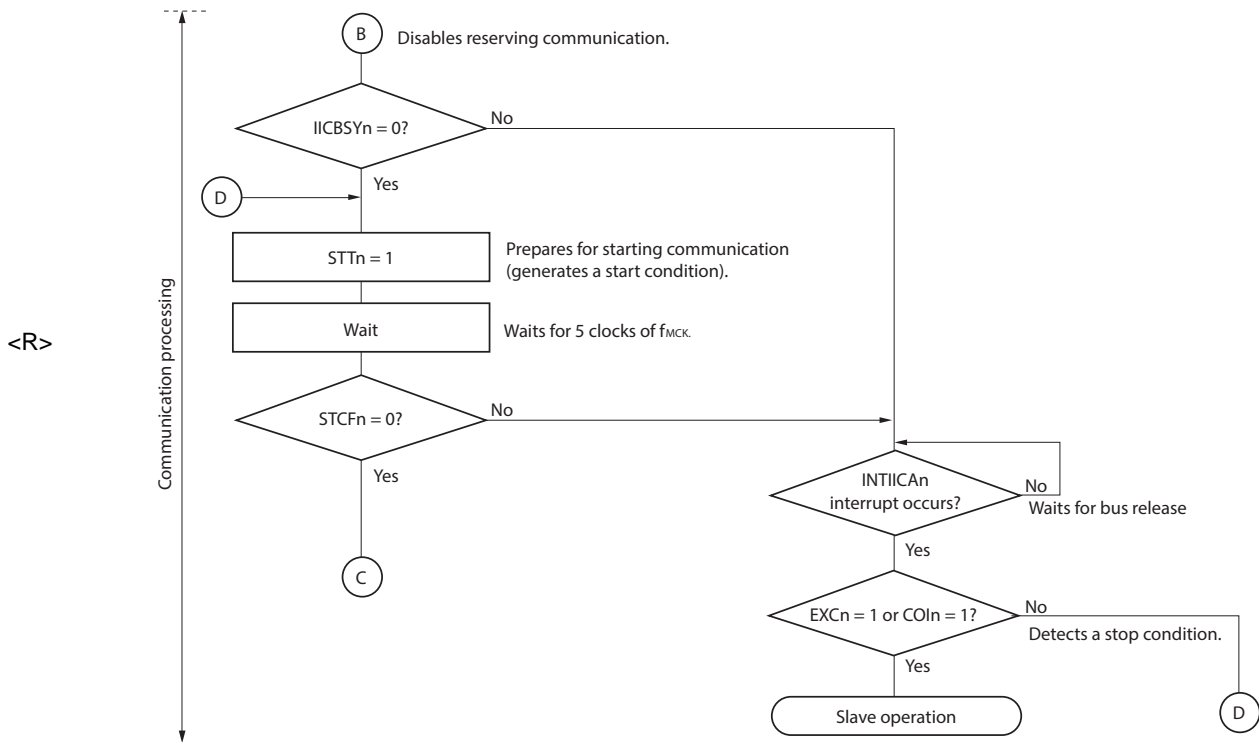 B
Disables reserving communication.
IICBSYn = 0?
No
Yes
D
STTn = 1
Prepares for starting communication
(generates a start condition).
Communication processing
<R>
Wait
Waits for 5 clocks of fMCK.
STCFn = 0?
No
Yes
INTIICAn
interrupt occurs?
No
Waits for bus release
Yes
C
EXCn = 1 or COIn = 1?
No
Detects a stop condition.
Yes
Slave operation
D